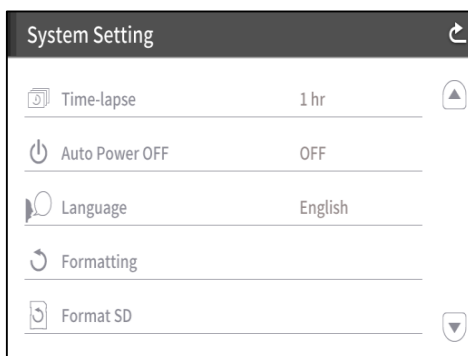 System Setting
Time-lapse 1 hr
Auto Power OFF OFF
Language English
Formatting
Format SD